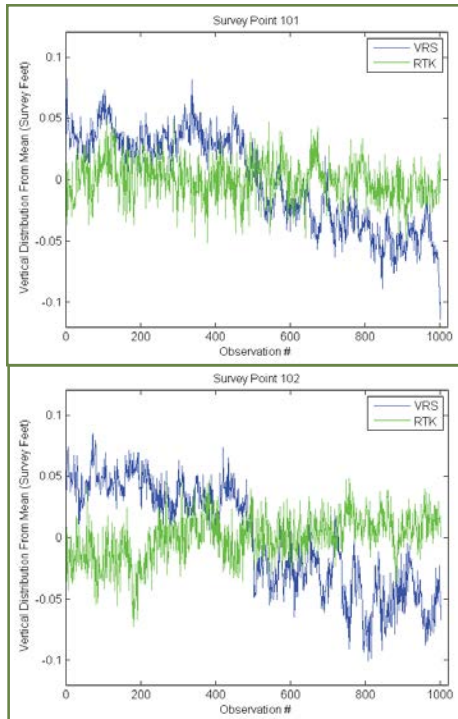 Survey Point 101
VRS
RTK
Vertical Distribution From Mean (Survey Feet)
0.1
0.05
0
-0.05
-0.1
0 200 400 600 800 1000
Observation #
Survey Point 102
VRS
RTK
Vertical Distribution From Mean (Survey Feet)
0.1
0.05
0
-0.05
-0.1
0 200 400 600 800 1000
Observation #